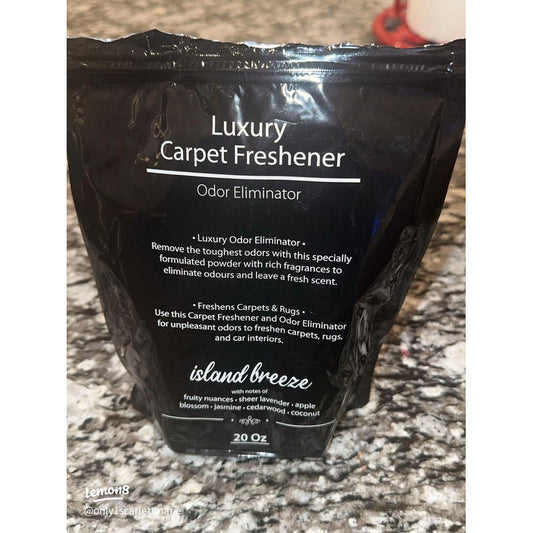 Luxury
Carpet Freshener
Odor Eliminator
• Luxury Odor Eliminator •
Remove the toughest odors with this specially
formulated powder with rich fragrances to
eliminate odours and leave a fresh scent.
• Freshens Carpets & Rugs •
Use this Carpet Freshener and Odor Eliminator
for unpleasant odors to freshen carpets, rugs,
and car interiors.
island breeze
with notes of
fruity nuances • sheer lavender • apple
blossom • jasmine • cedarwood • coconut
20 Oz
Lemon8
@only1scarlettmarie